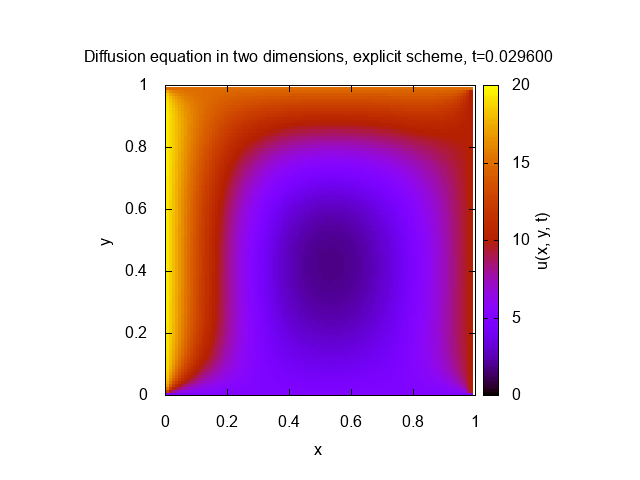 Diffusion equation in two dimensions, explicit scheme, t=0.029600
1
0.8
0.6
0.4
0.2
0
y
0 0.2 0.4 0.6 0.8 1
x
20
15
10
5
0
u(x, y, t)